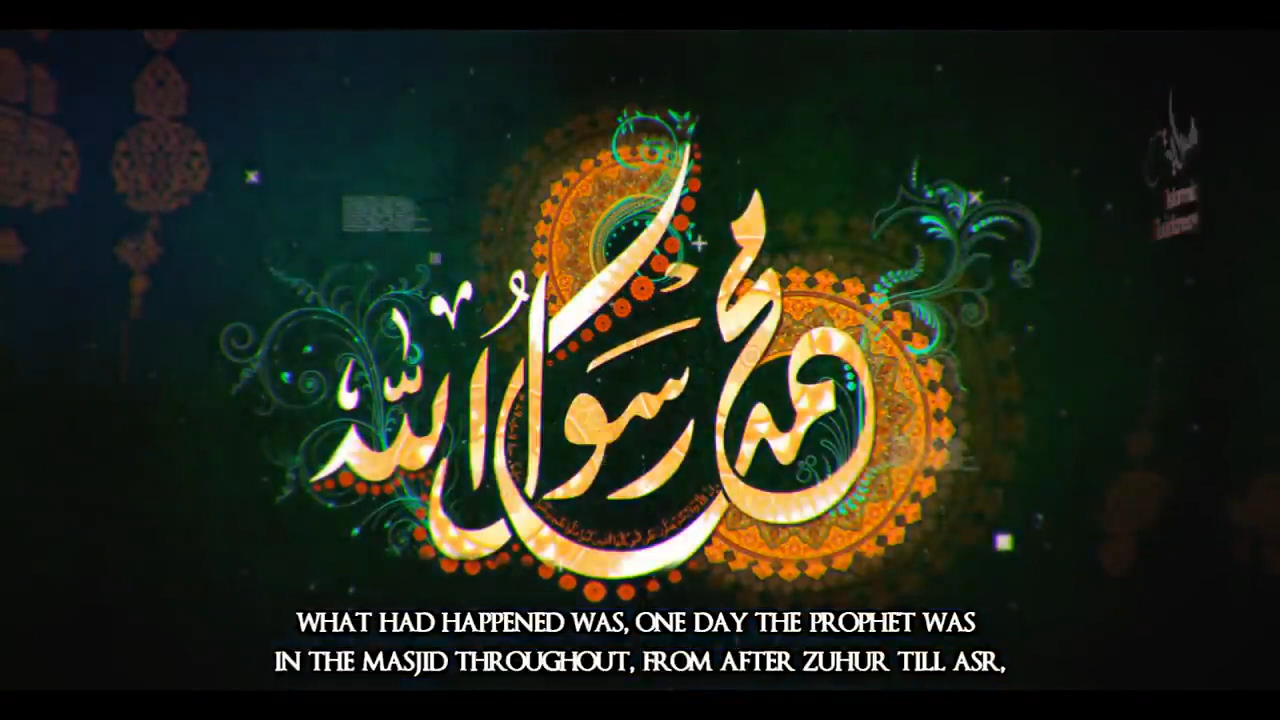 محمد رسول الله
WHAT HAD HAPPENED WAS, ONE DAY THE PROPHET WAS
IN THE MASJID THROUGHOUT, FROM AFTER ZUHUR TILL ASR,